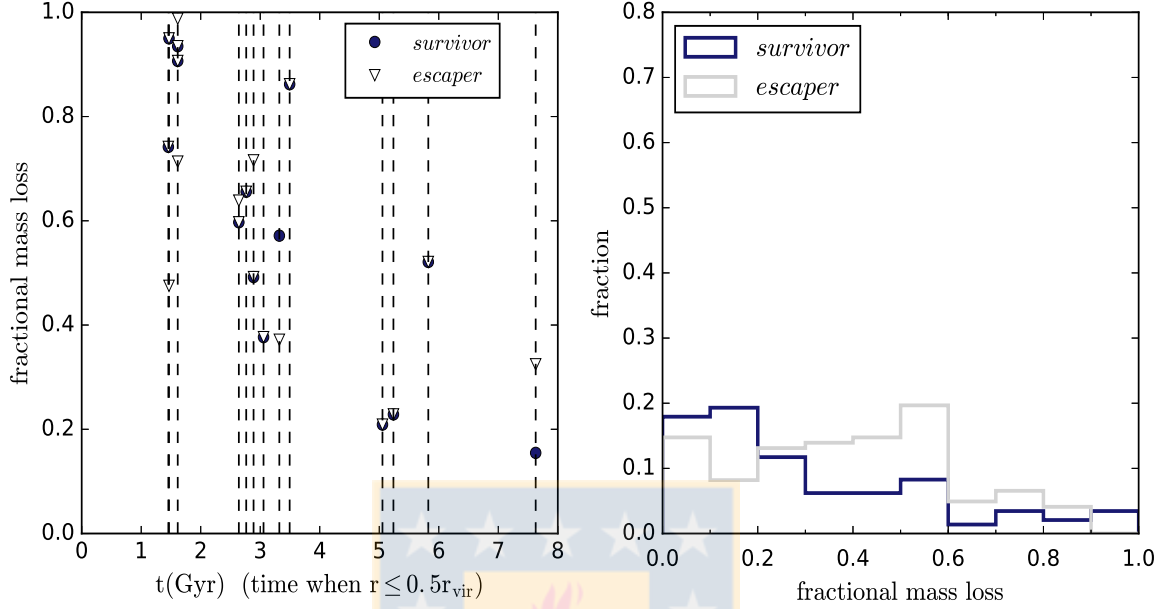 fractional mass loss
1.0
0.8
0.6
0.4
0.2
0.0
survivor
escaper
0 1 2 3 4 5 6 7 8
t(Gyr) (time when r ≤ 0.5r_vir)
fraction
0.8
0.7
0.6
0.5
0.4
0.3
0.2
0.1
0.0
survivor
escaper
0.0 0.2 0.4 0.6 0.8 1.0
fractional mass loss